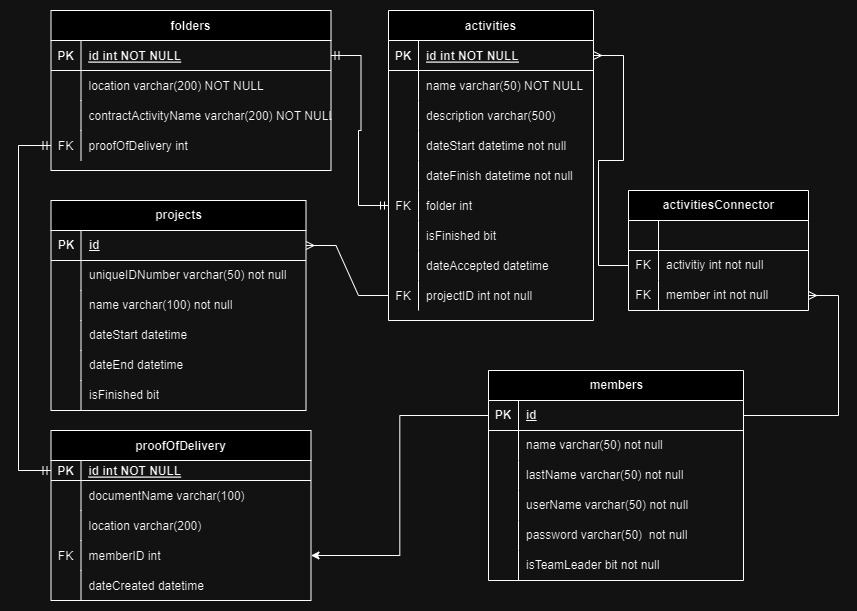 folders
PK id int NOT NULL
location varchar(200) NOT NULL
contractActivityName varchar(200) NOT NULL
FK proofOfDelivery int
projects
PK id
uniqueIDNumber varchar(50) not null
name varchar(100) not null
dateStart datetime
dateEnd datetime
isFinished bit
proofOfDelivery
PK id int NOT NULL
documentName varchar(100)
location varchar(200)
FK memberID int
dateCreated datetime
activities
PK id int NOT NULL
name varchar(50) NOT NULL
description varchar(500)
dateStart datetime not null
dateFinish datetime not null
FK folder int
isFinished bit
dateAccepted datetime
FK projectID int not null
activitiesConnector
FK activitiy int not null
FK member int not null
members
PK id
name varchar(50) not null
lastName varchar(50) not null
userName varchar(50) not null
password varchar(50) not null
isTeamLeader bit not null